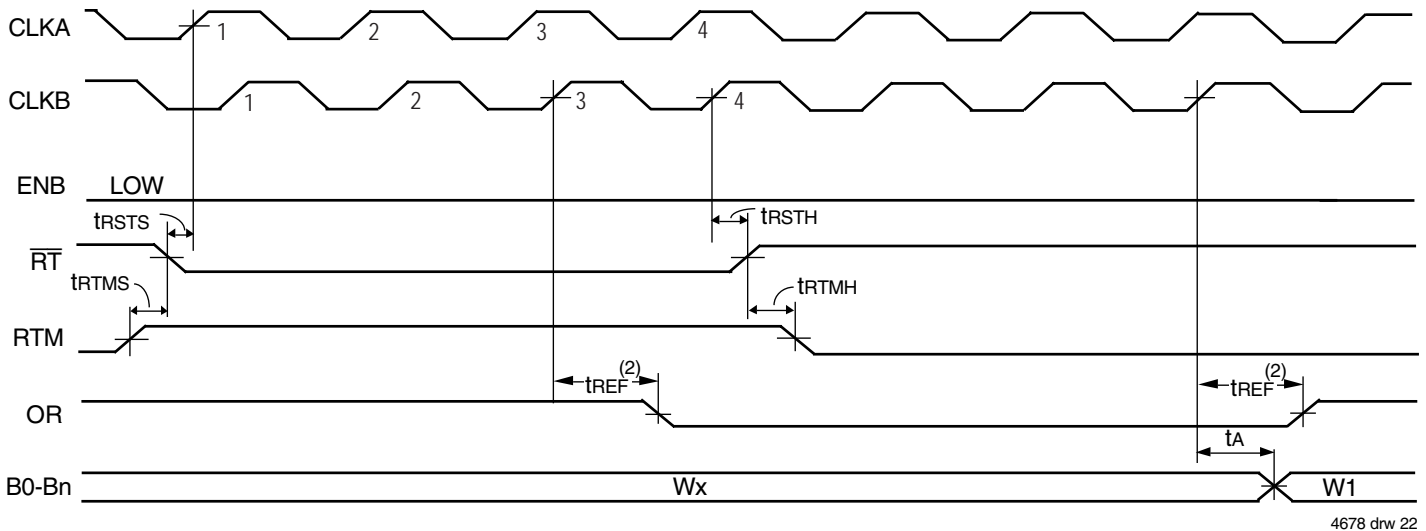 CLKA 1 2 3 4
CLKB 1 2 3 4
ENB LOW
tRSTS tRSTH
RT
tRTMS tRTMH
RTM
tREF(2) tREF(2)
OR
tA
B0-Bn Wx W1
4678 drw 22